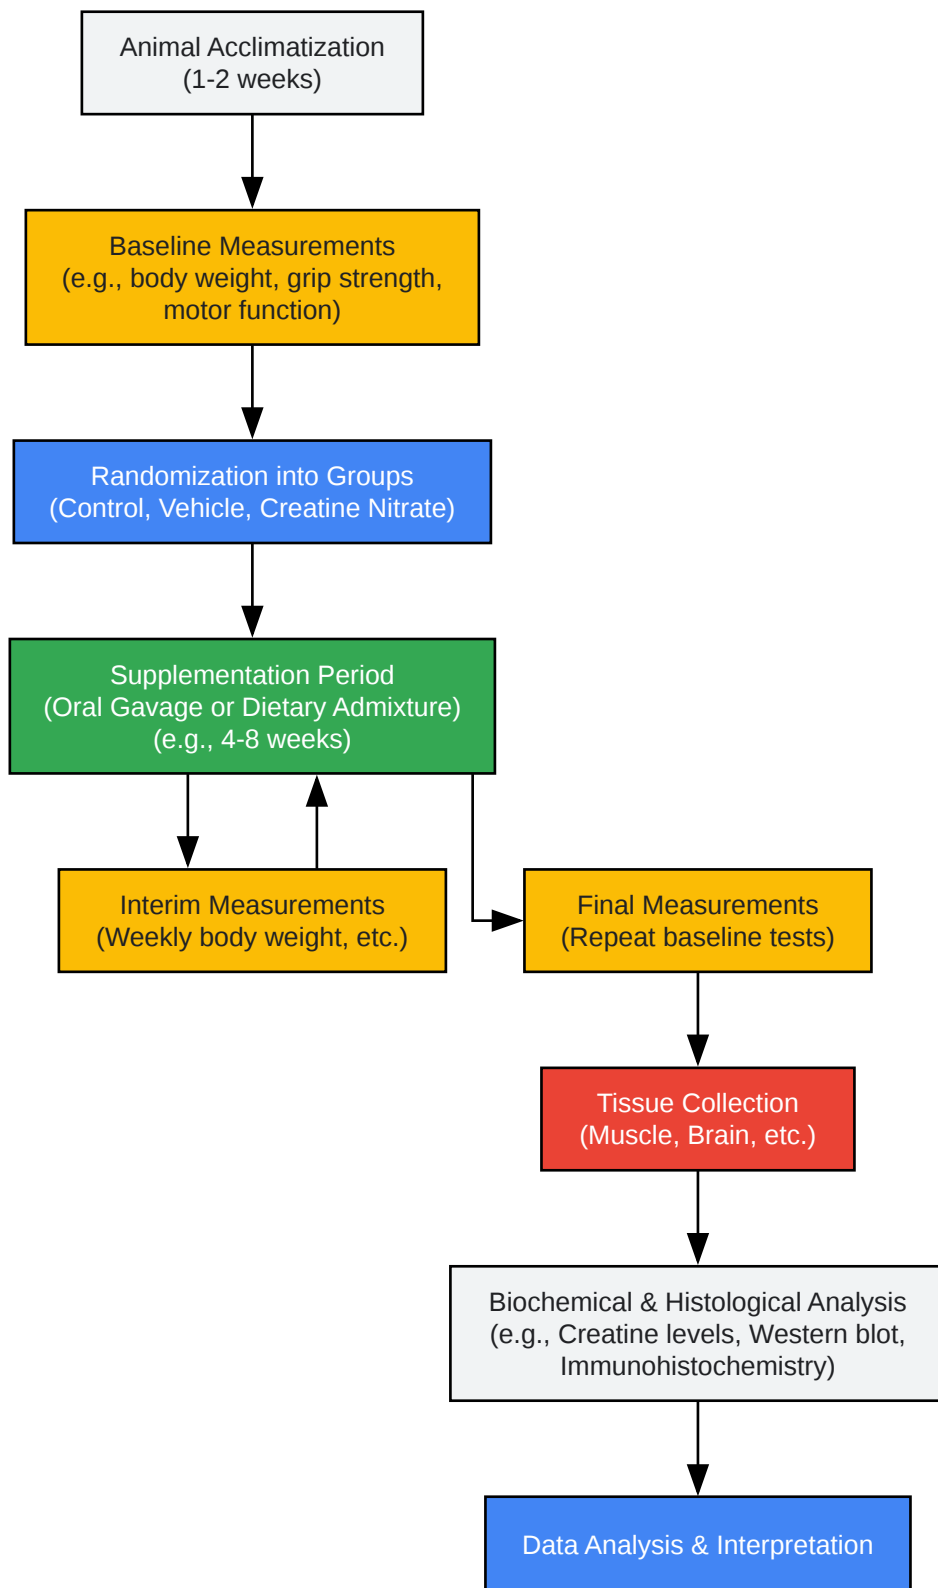 Animal Acclimatization
(1-2 weeks)
Baseline Measurements
(e.g., body weight, grip strength,
motor function)
Randomization into Groups
(Control, Vehicle, Creatine Nitrate)
Supplementation Period
(Oral Gavage or Dietary Admixture)
(e.g., 4-8 weeks)
Interim Measurements
(Weekly body weight, etc.)
Final Measurements
(Repeat baseline tests)
Tissue Collection
(Muscle, Brain, etc.)
Biochemical & Histological Analysis
(e.g., Creatine levels, Western blot,
Immunohistochemistry)
Data Analysis & Interpretation